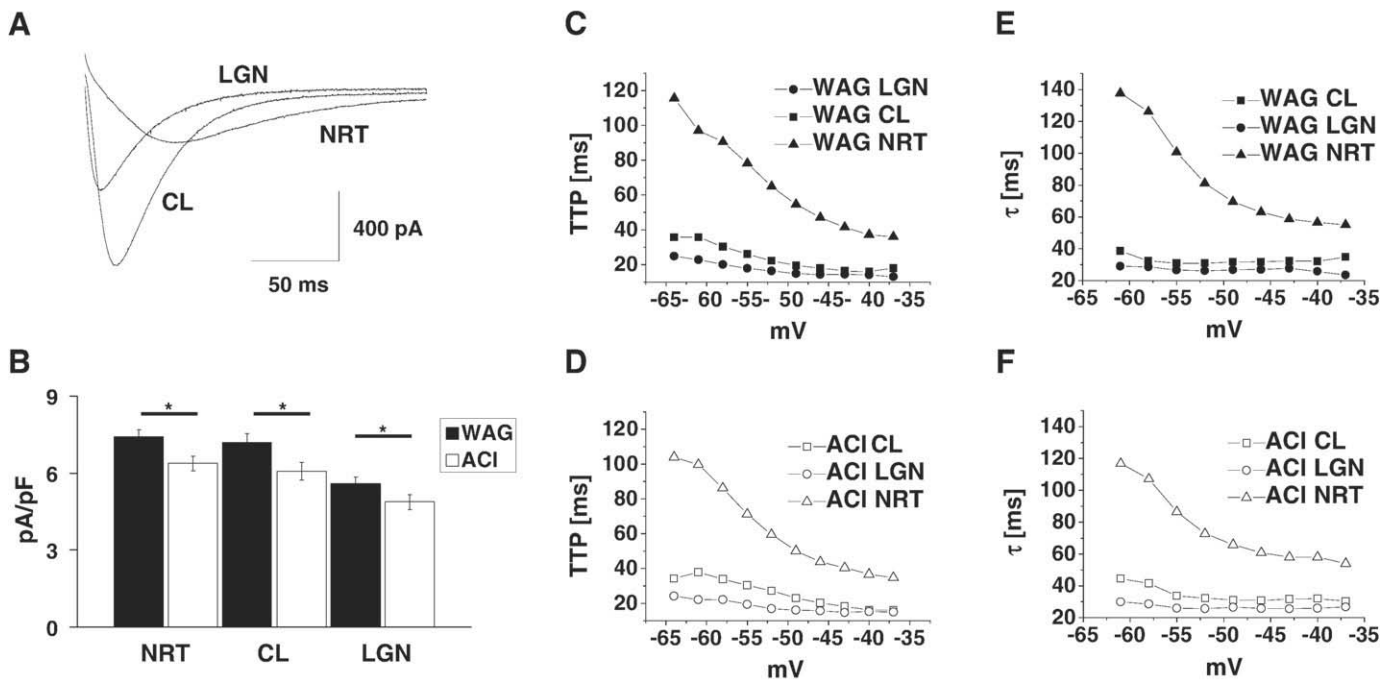 A
LGN
NRT
CL
400 pA
50 ms
B
9
6
3
0
pA/pF
*
*
*
WAG
ACI
NRT CL LGN
C
120
100
80
60
40
20
TTP [ms]
WAG LGN
WAG CL
WAG NRT
-65- 60 -55- 50 -45 -40 -35
mV
D
120
100
80
60
40
20
TTP [ms]
ACI CL
ACI LGN
ACI NRT
-65 -60 -55 -50 -45 -40 -35
mV
E
140
120
100
80
60
40
20
τ [ms]
WAG CL
WAG LGN
WAG NRT
-65 -60 -55 -50 -45 -40 -35
mV
F
140
120
100
80
60
40
20
τ [ms]
ACI CL
ACI LGN
ACI NRT
-65 -60 -55 -50 -45 -40 -35
mV